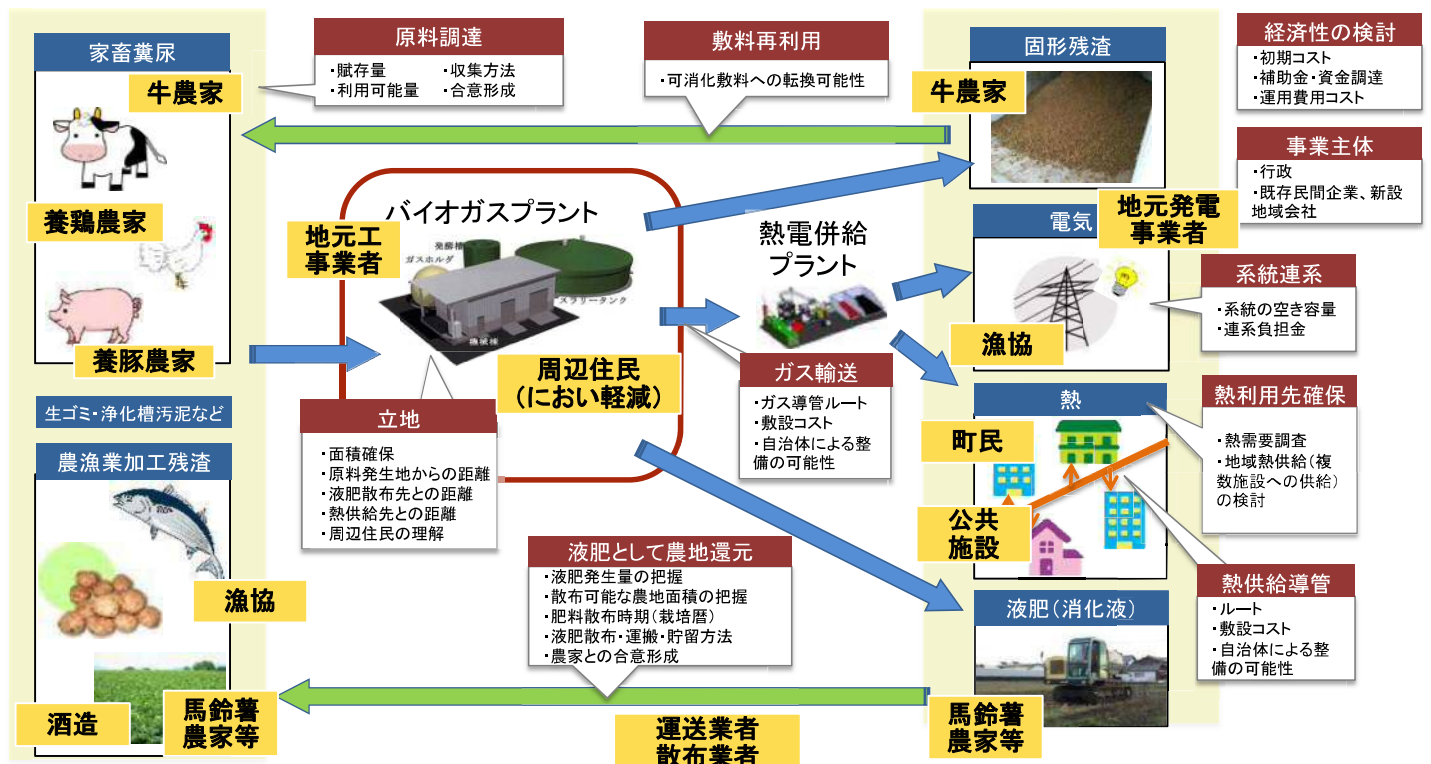 家畜糞尿
牛農家
養鶏農家
養豚農家
生ゴミ・浄化槽汚泥など
農漁業加工残渣
漁協
酒造
馬鈴薯
農家等
原料調達
・賦存量 ・収集方法
・利用可能量 ・合意形成
敷料再利用
・可消化敷料への転換可能性
バイオガスプラント
地元工
事業者
発酵槽
ガスホルダ
スラリータンク
機械棟
周辺住民
(におい軽減)
立地
・面積確保
・原料発生地からの距離
・液肥散布先との距離
・熱供給先との距離
・周辺住民の理解
熱電併給
プラント
ガス輸送
・ガス導管ルート
・敷設コスト
・自治体による整
備の可能性
液肥として農地還元
・液肥発生量の把握
・散布可能な農地面積の把握
・肥料散布時期(栽培暦)
・液肥散布・運搬・貯留方法
・農家との合意形成
運送業者
散布業者
固形残渣
牛農家
電気
地元発電
事業者
漁協
熱
町民
公共
施設
液肥(消化液)
馬鈴薯
農家等
経済性の検討
・初期コスト
・補助金・資金調達
・運用費用コスト
事業主体
・行政
・既存民間企業、新設
地域会社
系統連系
・系統の空き容量
・連系負担金
熱利用先確保
・熱需要調査
・地域熱供給(複
数施設への供給)
の検討
熱供給導管
・ルート
・敷設コスト
・自治体による整
備の可能性